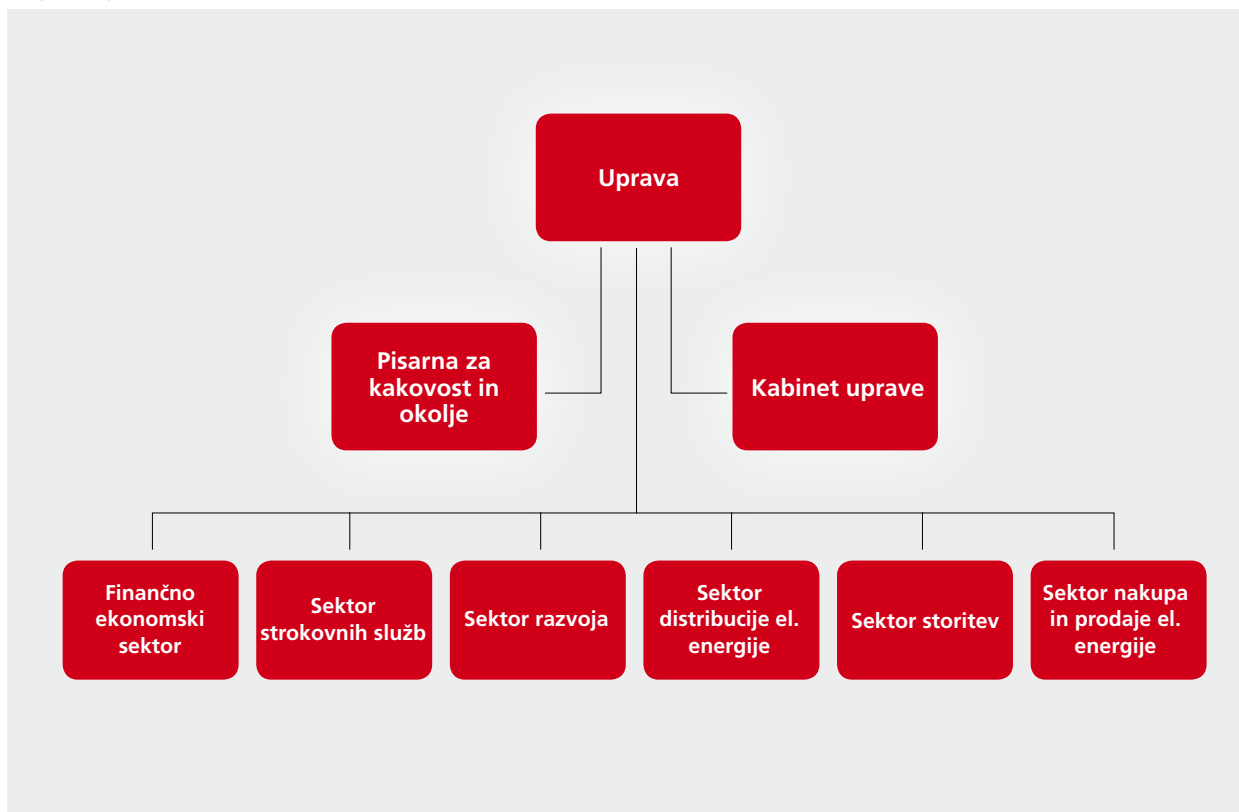 Uprava
Pisarna za
kakovost in
okolje
Kabinet uprave
Finančno
ekonomski
sektor
Sektor
strokovnih služb
Sektor razvoja
Sektor
distribucije el.
energije
Sektor storitev
Sektor nakupa
in prodaje el.
energije